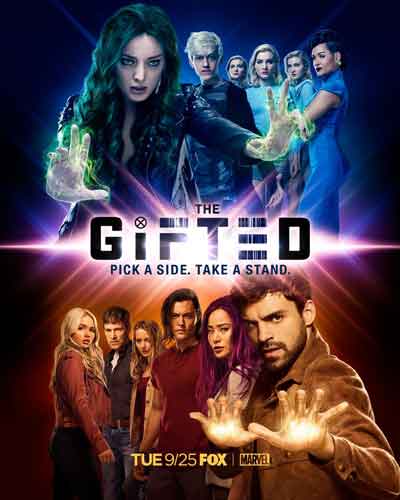 THE
GIFTED
PICK A SIDE. TAKE A STAND.
TUE 9/25 FOX | MARVEL